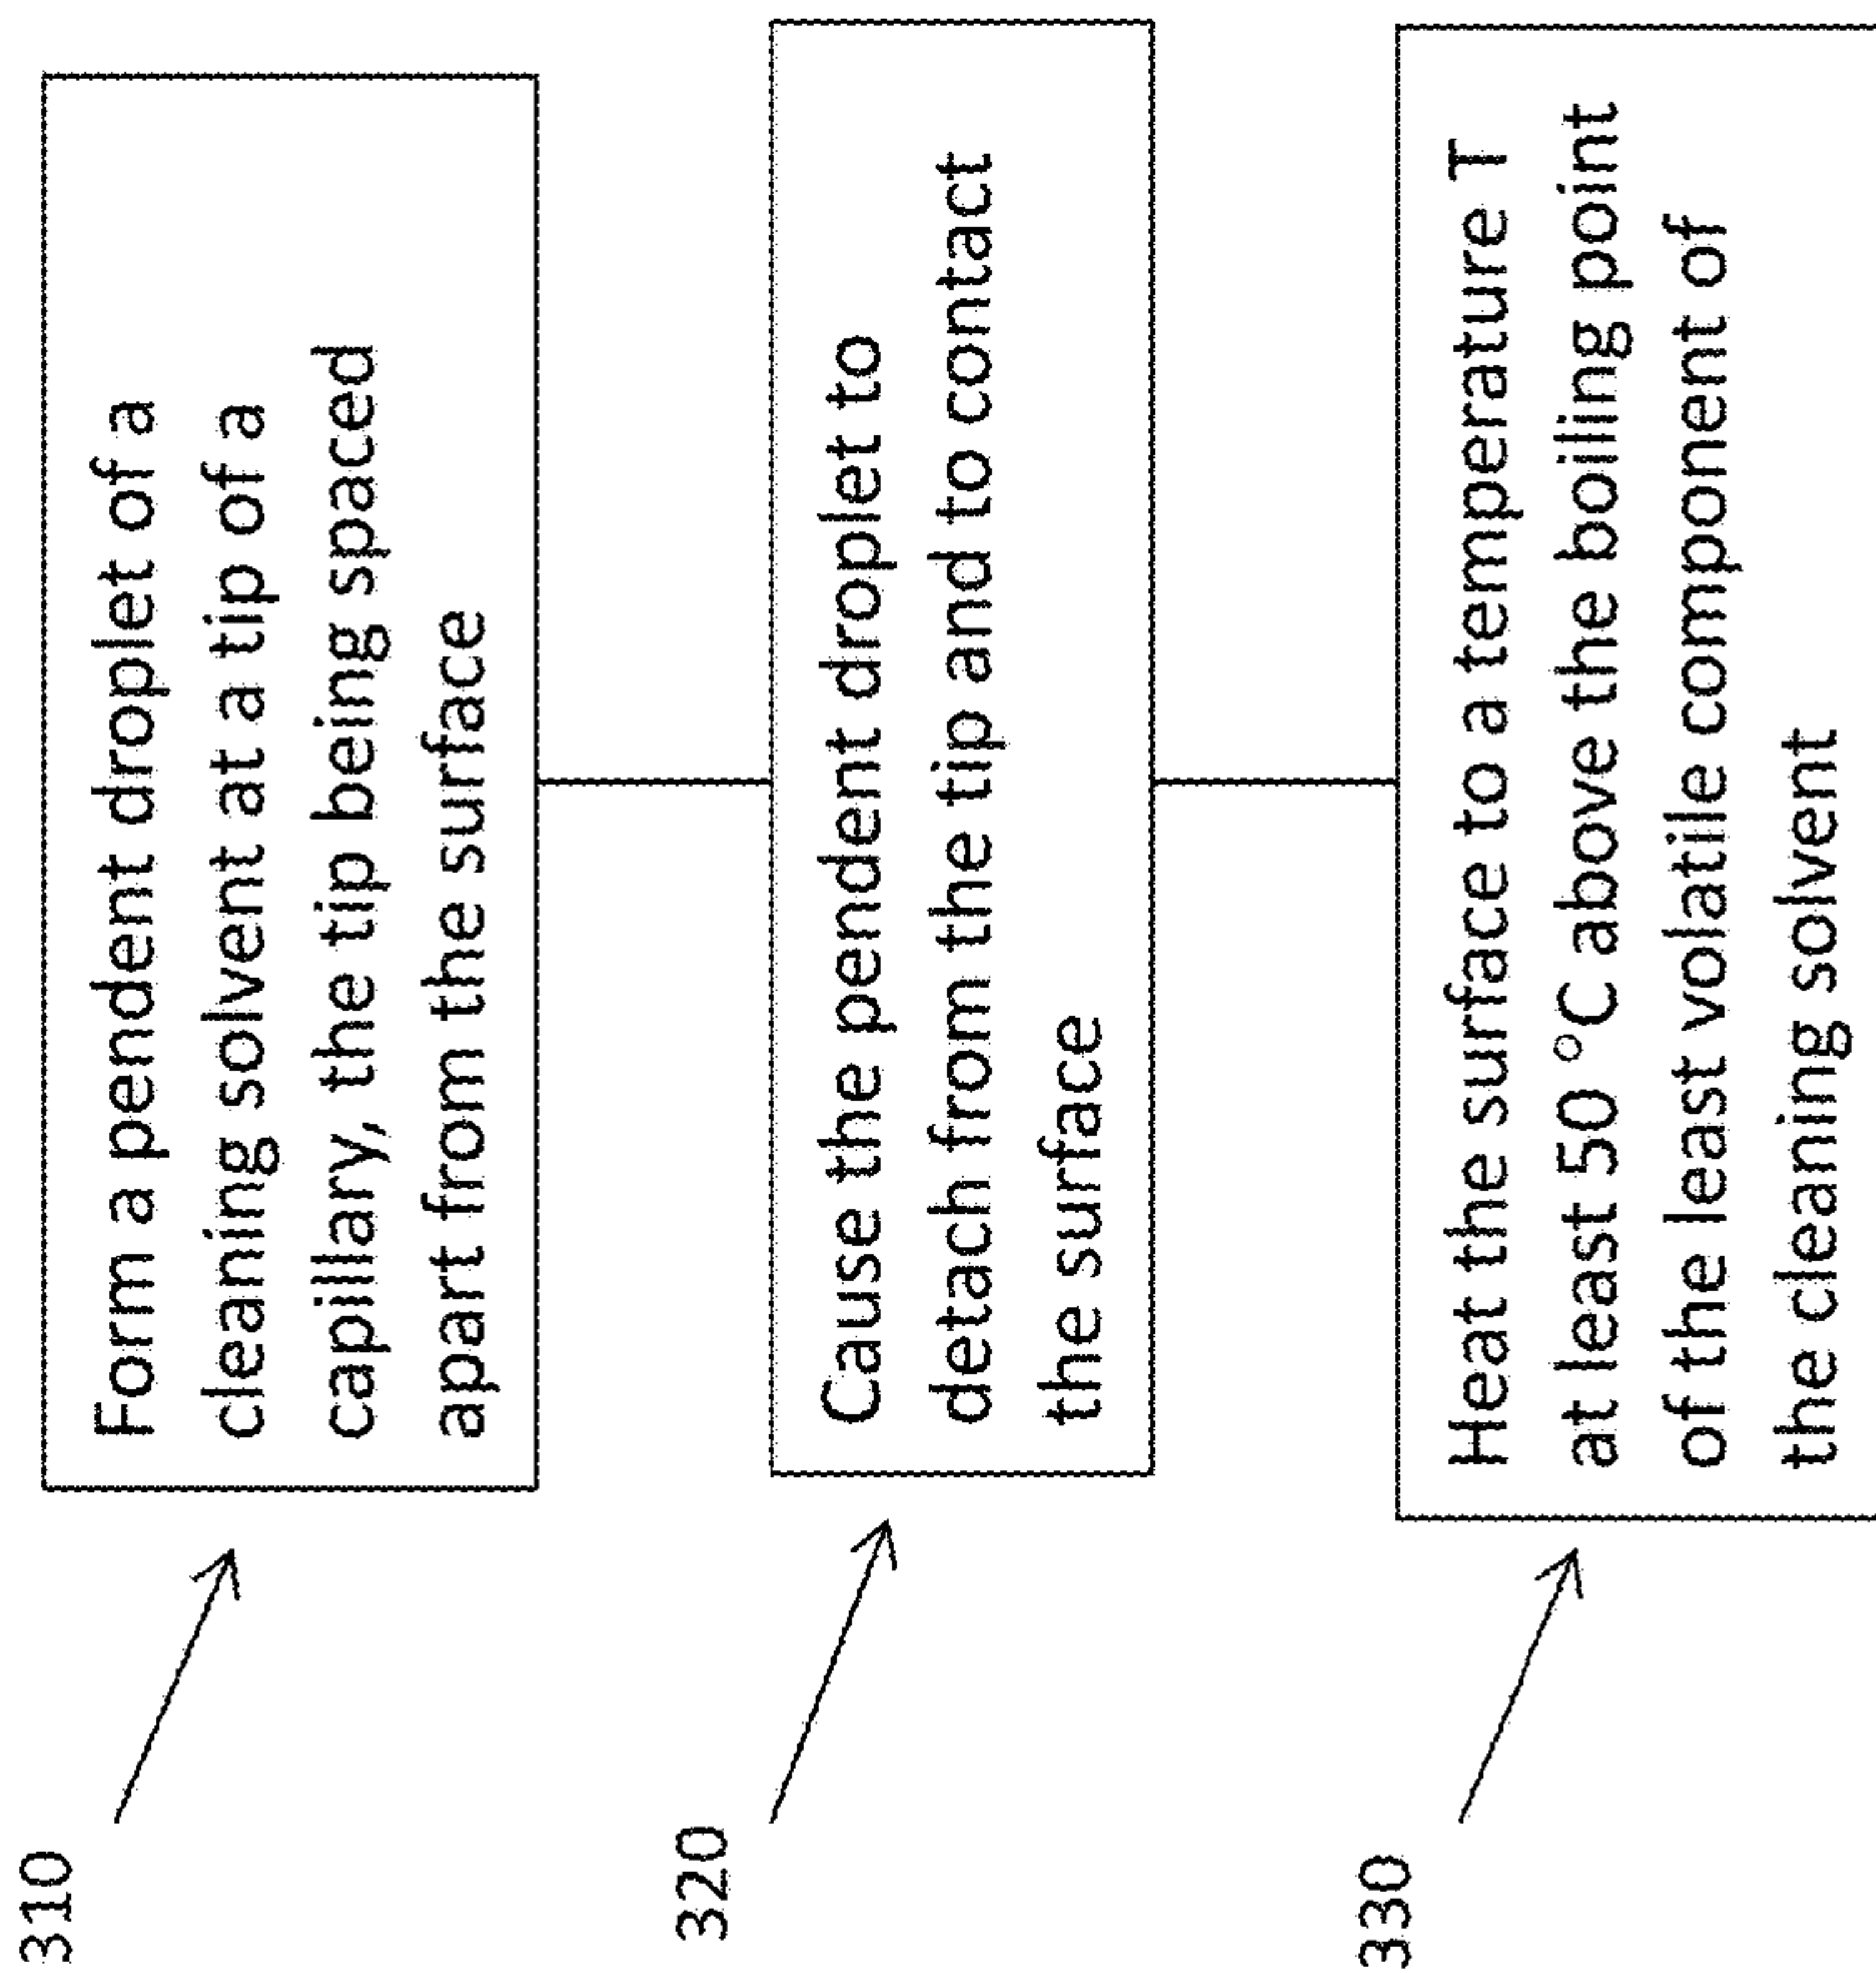 310
Form a pendent droplet of a
cleaning solvent at a tip of a
capillary, the tip being spaced
apart from the surface
320
Cause the pendent droplet to
detach from the tip and to contact
the surface
330
Heat the surface to a temperature T
at least 50 °C above the boiling point
of the least volatile component of
the cleaning solvent